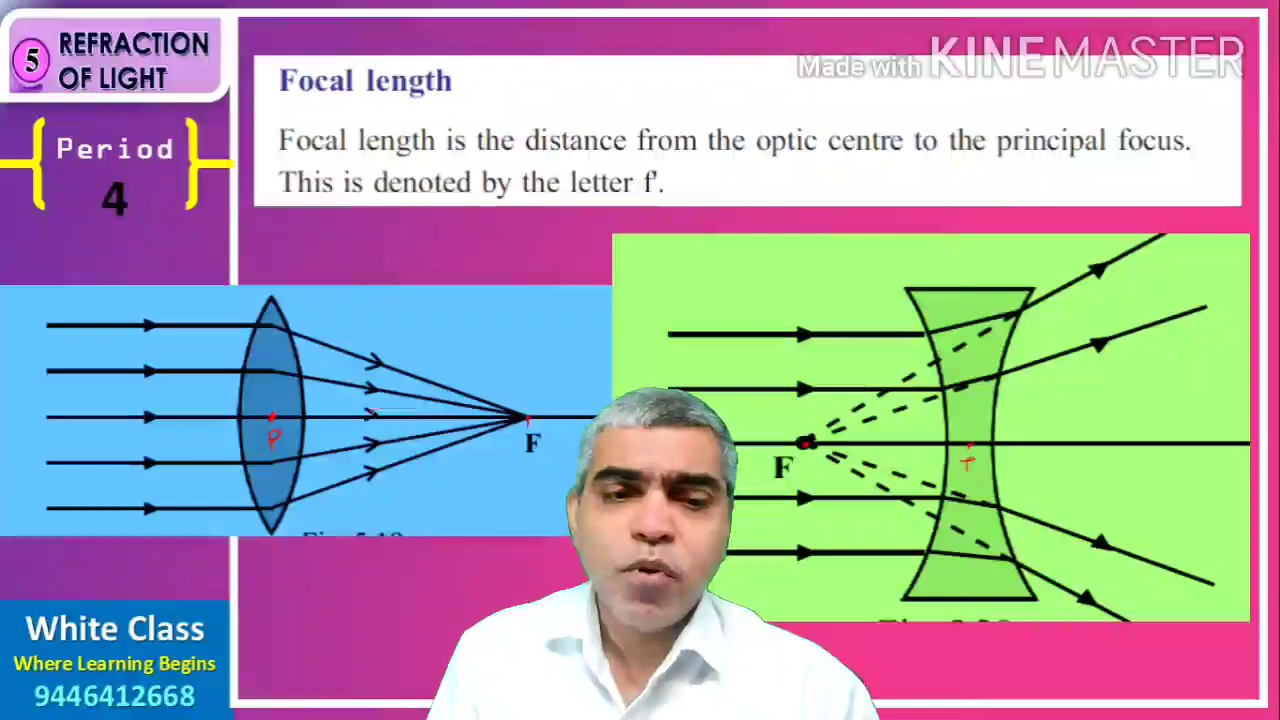 5
REFRACTION
OF LIGHT
Made with KINEMASTER
Period
4
Focal length
Focal length is the distance from the optic centre to the principal focus.
This is denoted by the letter f'.
P
F
F
White Class
Where Learning Begins
9446412668